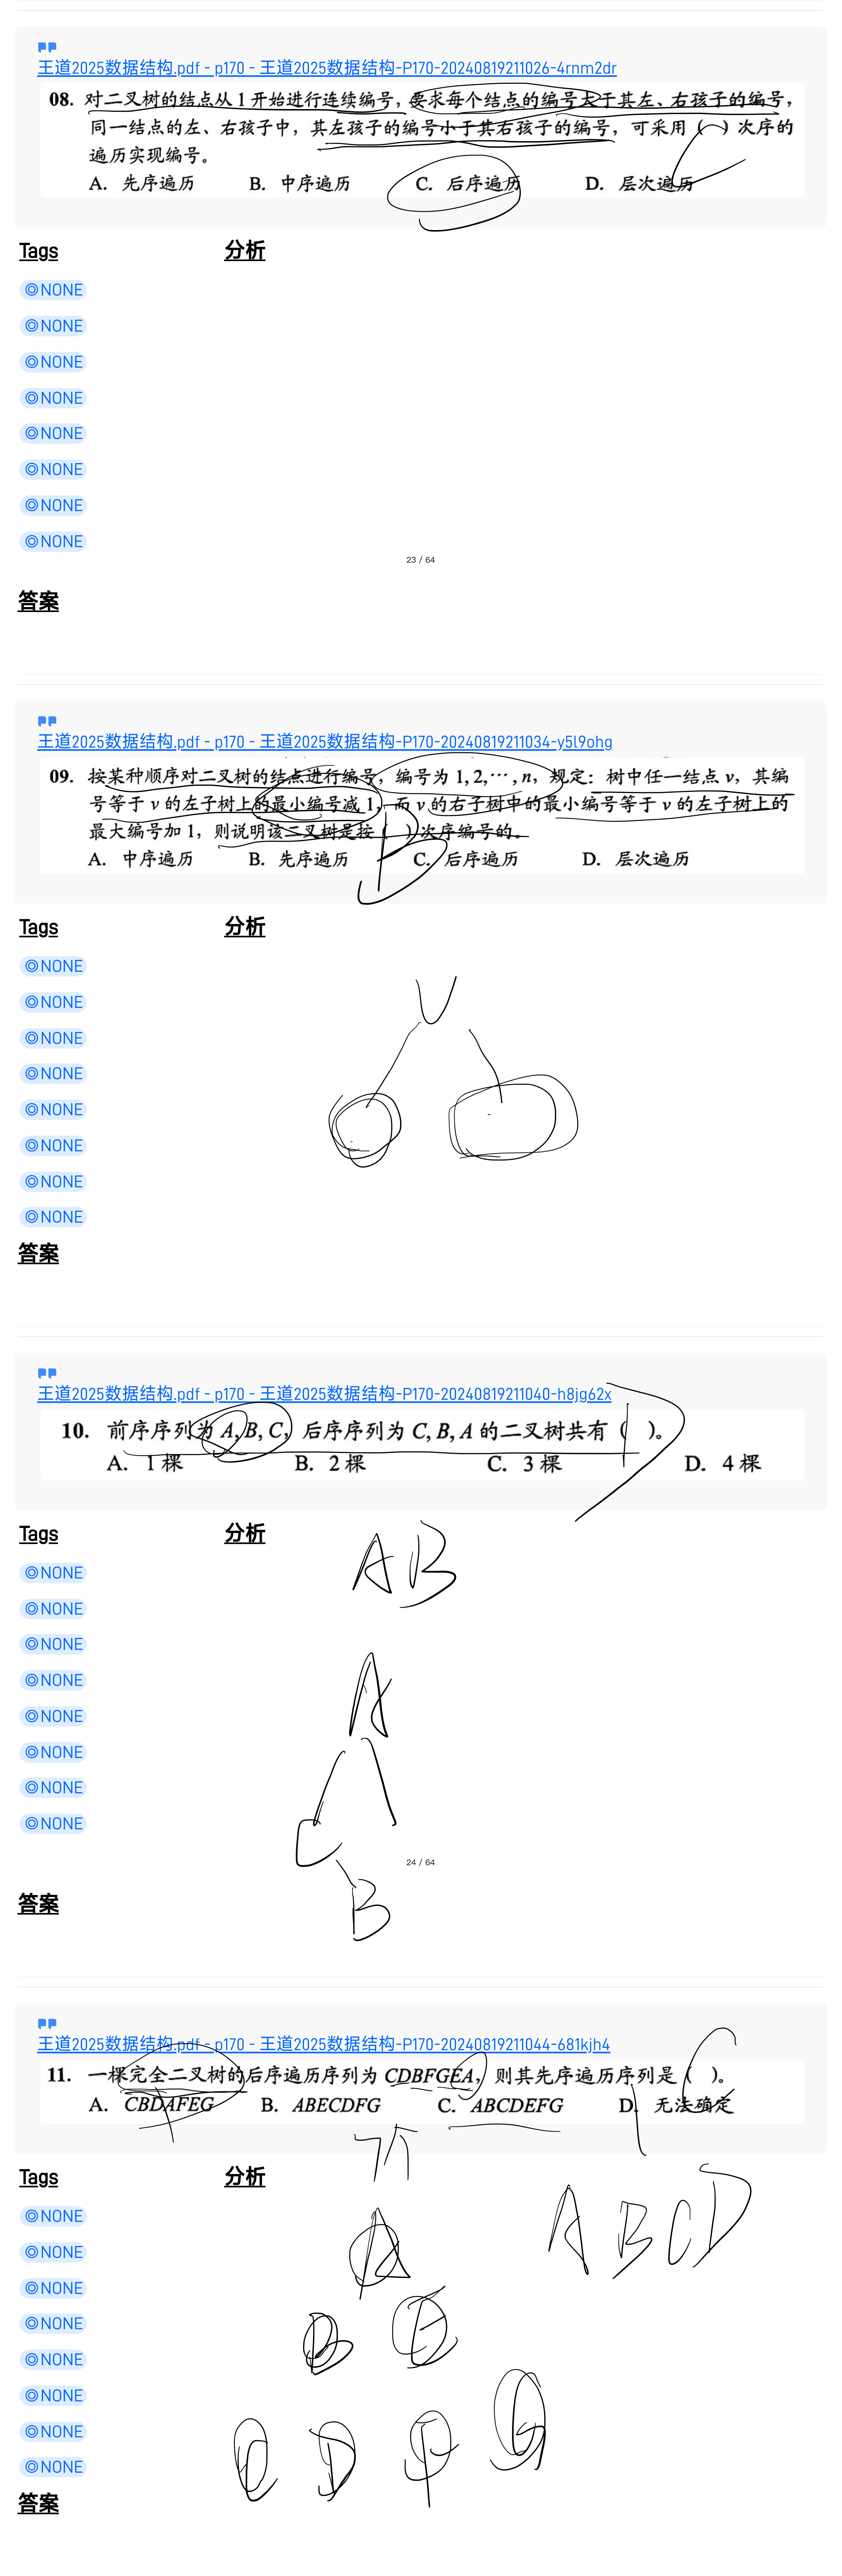 王道2025数据结构.pdf - p170 - 王道2025数据结构-P170-20240819211026-4rnm2dr
08. 对二叉树的结点从 1 开始进行连续编号，要求每个结点的编号大于其左、右孩子的编号，
同一结点的左、右孩子中，其左孩子的编号小于其右孩子的编号，可采用（ ）次序的
遍历实现编号。
A. 先序遍历 B. 中序遍历 C. 后序遍历 D. 层次遍历
C
Tags 分析
◎NONE
◎NONE
◎NONE
◎NONE
◎NONE
◎NONE
◎NONE
◎NONE
23 / 64
答案
王道2025数据结构.pdf - p170 - 王道2025数据结构-P170-20240819211034-y5l9ohg
09. 按某种顺序对二叉树的结点进行编号，编号为 1, 2, ⋯, n，规定：树中任一结点 v，其编
号等于 v 的左子树上的最小编号减 1，而 v 的右子树中的最小编号等于 v 的左子树上的
最大编号加 1，则说明该二叉树是按（ ）次序编号的。
A. 中序遍历 B. 先序遍历 C. 后序遍历 D. 层次遍历
B
Tags 分析
◎NONE
◎NONE
◎NONE
◎NONE
◎NONE
◎NONE
◎NONE
◎NONE
V
答案
王道2025数据结构.pdf - p170 - 王道2025数据结构-P170-20240819211040-h8jg62x
10. 前序序列为 A, B, C，后序序列为 C, B, A 的二叉树共有（ ）。
A. 1 棵 B. 2 棵 C. 3 棵 D. 4 棵
D
Tags 分析
◎NONE
◎NONE
◎NONE
◎NONE
◎NONE
◎NONE
◎NONE
◎NONE
A B
A
C
B
24 / 64
答案
王道2025数据结构.pdf - p170 - 王道2025数据结构-P170-20240819211044-681kjh4
11. 一棵完全二叉树的后序遍历序列为 CDBFGEA，则其先序遍历序列是（ ）。
A. CBDAFEG B. ABECDFG C. ABCDEFG D. 无法确定
C
Tags 分析
◎NONE
◎NONE
◎NONE
◎NONE
◎NONE
◎NONE
◎NONE
◎NONE
7个
A B C D
A
B E
C D F G
答案